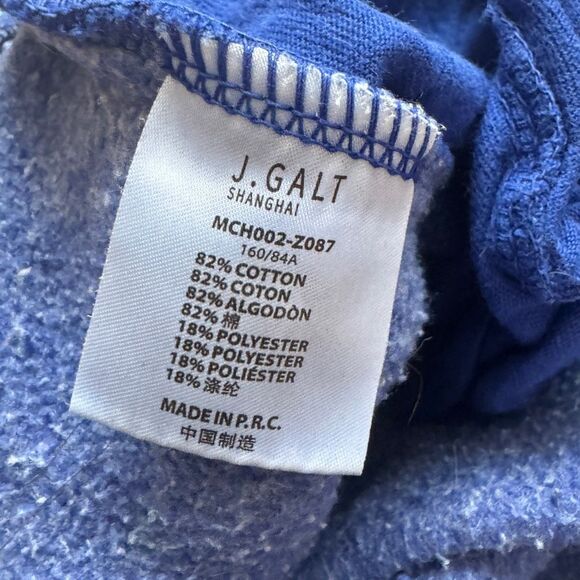 J.GALT
SHANGHAI
MCH002-Z087
160/84A
82% COTTON
82% COTON
82% ALGODÒN
82% 棉
18% POLYESTER
18% POLYESTER
18% POLIÉSTER
18% 涤纶
MADE IN P.R.C.
中国制造